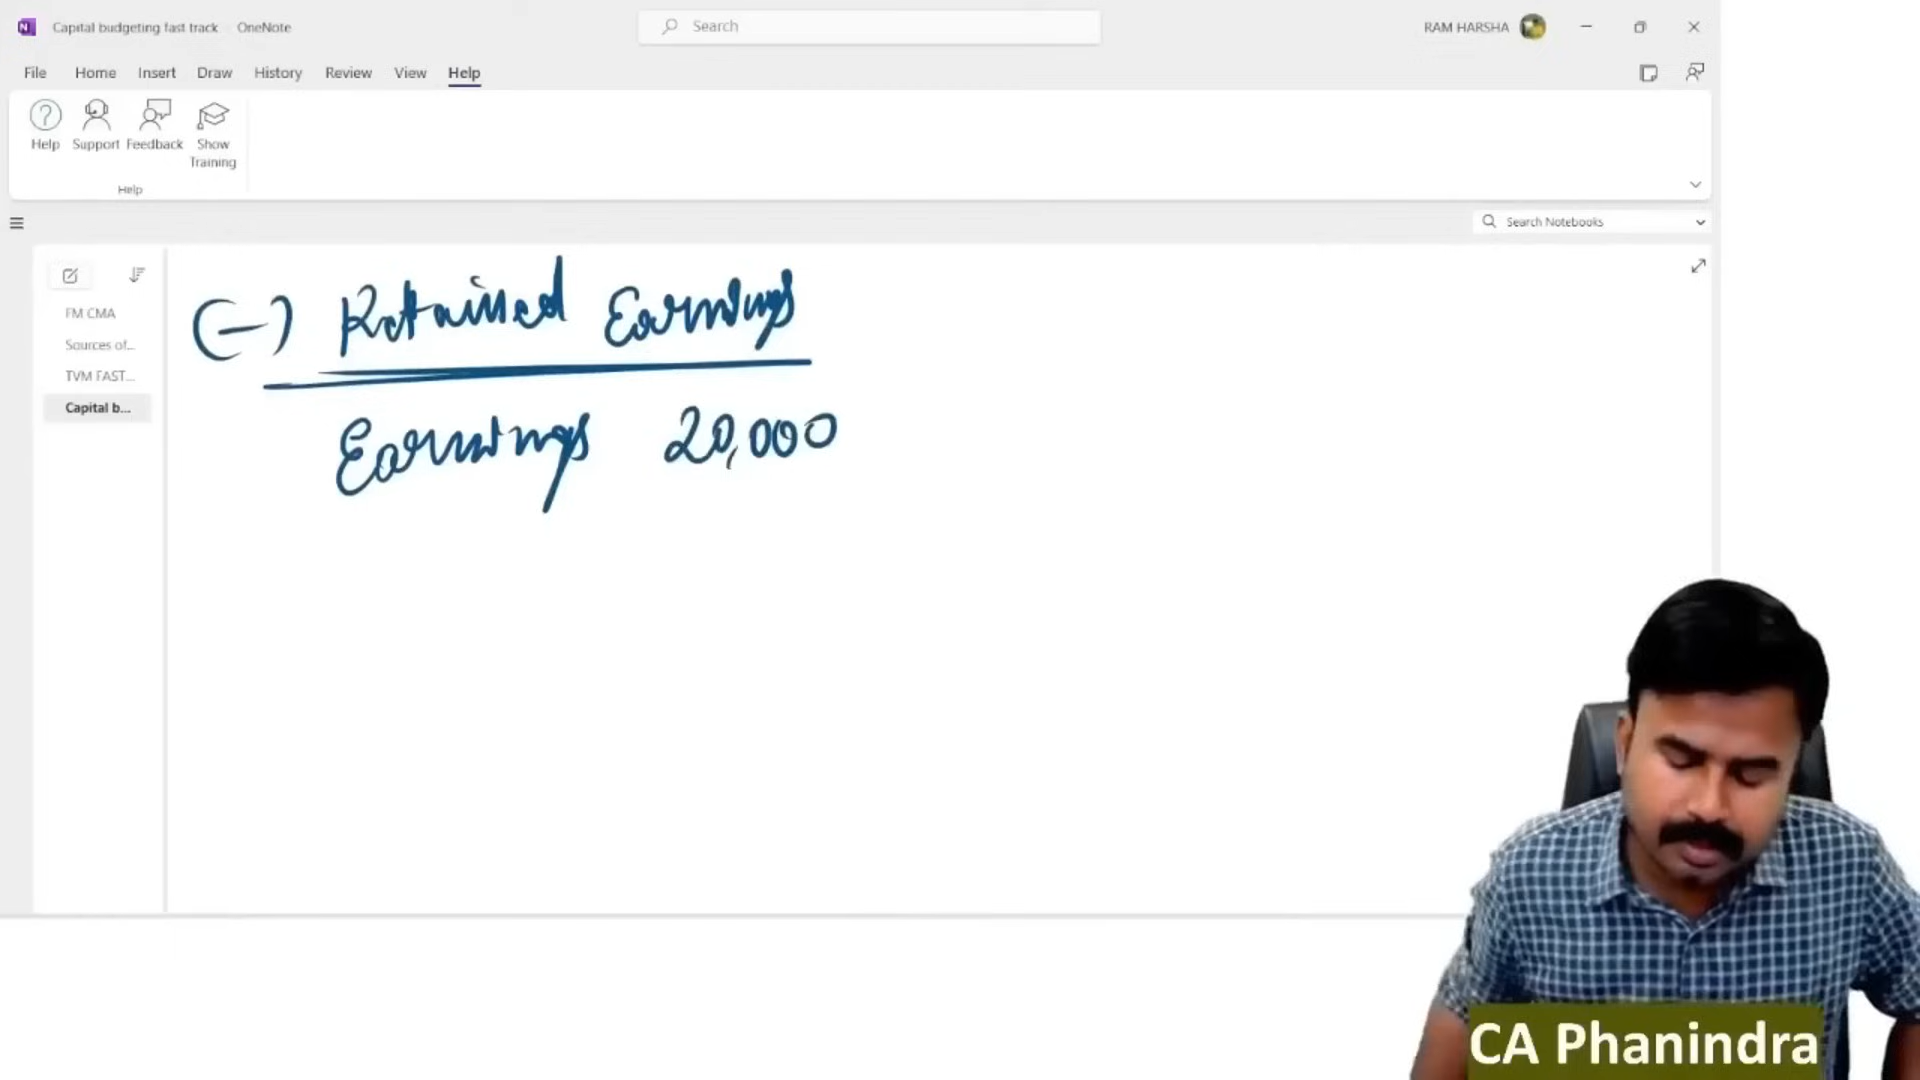 Capital budgeting fast track OneNote
Search
RAM HARSHA
File Home Insert Draw History Review View Help
Help Support Feedback Show Training
Help
Search Notebooks
FM CMA
Sources of...
TVM FAST...
Capital b...
(-) Retained Earnings
Earnings 20,000
CA Phanindra